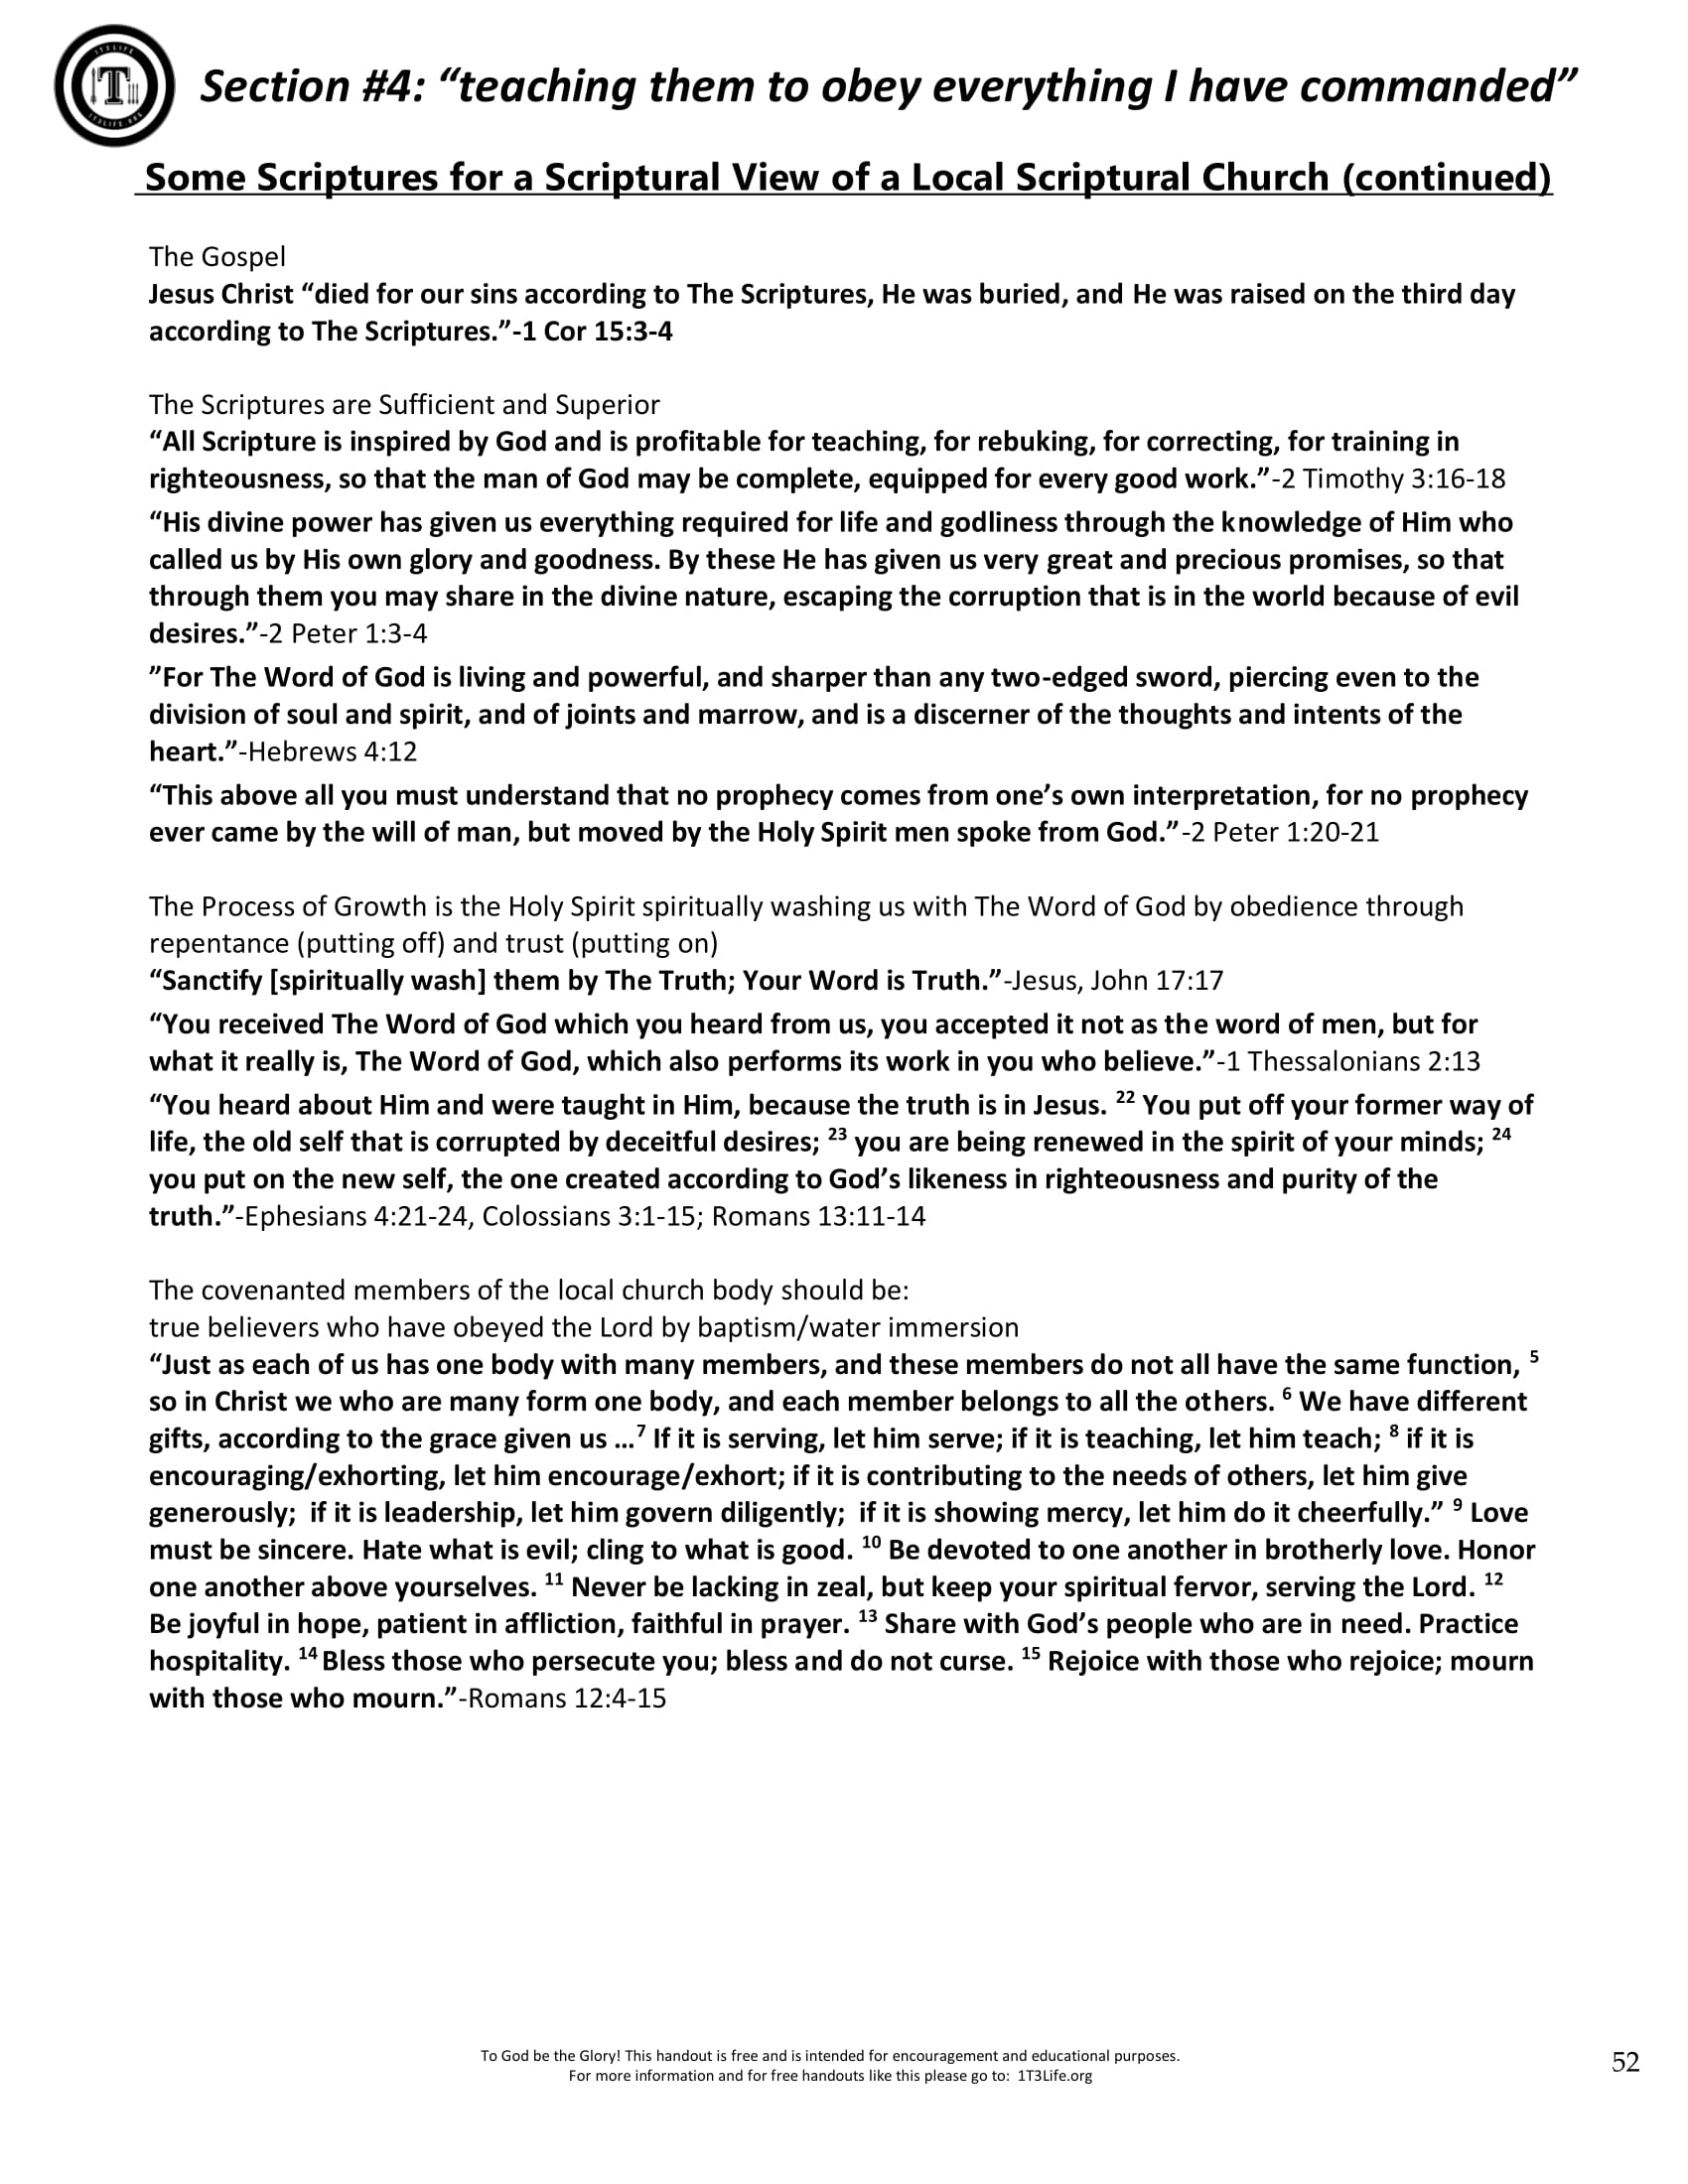 1T3LIFE
T
1T3LIFE.ORG
Section #4: “teaching them to obey everything I have commanded”
Some Scriptures for a Scriptural View of a Local Scriptural Church (continued)
The Gospel
Jesus Christ “died for our sins according to The Scriptures, He was buried, and He was raised on the third day
according to The Scriptures.”-1 Cor 15:3-4
The Scriptures are Sufficient and Superior
“All Scripture is inspired by God and is profitable for teaching, for rebuking, for correcting, for training in
righteousness, so that the man of God may be complete, equipped for every good work.”-2 Timothy 3:16-18
“His divine power has given us everything required for life and godliness through the knowledge of Him who
called us by His own glory and goodness. By these He has given us very great and precious promises, so that
through them you may share in the divine nature, escaping the corruption that is in the world because of evil
desires.”-2 Peter 1:3-4
”For The Word of God is living and powerful, and sharper than any two-edged sword, piercing even to the
division of soul and spirit, and of joints and marrow, and is a discerner of the thoughts and intents of the
heart.”-Hebrews 4:12
“This above all you must understand that no prophecy comes from one’s own interpretation, for no prophecy
ever came by the will of man, but moved by the Holy Spirit men spoke from God.”-2 Peter 1:20-21
The Process of Growth is the Holy Spirit spiritually washing us with The Word of God by obedience through
repentance (putting off) and trust (putting on)
“Sanctify [spiritually wash] them by The Truth; Your Word is Truth.”-Jesus, John 17:17
“You received The Word of God which you heard from us, you accepted it not as the word of men, but for
what it really is, The Word of God, which also performs its work in you who believe.”-1 Thessalonians 2:13
“You heard about Him and were taught in Him, because the truth is in Jesus. 22 You put off your former way of
life, the old self that is corrupted by deceitful desires; 23 you are being renewed in the spirit of your minds; 24
you put on the new self, the one created according to God’s likeness in righteousness and purity of the
truth.”-Ephesians 4:21-24, Colossians 3:1-15; Romans 13:11-14
The covenanted members of the local church body should be:
true believers who have obeyed the Lord by baptism/water immersion
“Just as each of us has one body with many members, and these members do not all have the same function, 5
so in Christ we who are many form one body, and each member belongs to all the others. 6 We have different
gifts, according to the grace given us …7 If it is serving, let him serve; if it is teaching, let him teach; 8 if it is
encouraging/exhorting, let him encourage/exhort; if it is contributing to the needs of others, let him give
generously; if it is leadership, let him govern diligently; if it is showing mercy, let him do it cheerfully.” 9 Love
must be sincere. Hate what is evil; cling to what is good. 10 Be devoted to one another in brotherly love. Honor
one another above yourselves. 11 Never be lacking in zeal, but keep your spiritual fervor, serving the Lord. 12
Be joyful in hope, patient in affliction, faithful in prayer. 13 Share with God’s people who are in need. Practice
hospitality. 14 Bless those who persecute you; bless and do not curse. 15 Rejoice with those who rejoice; mourn
with those who mourn.”-Romans 12:4-15
To God be the Glory! This handout is free and is intended for encouragement and educational purposes.
For more information and for free handouts like this please go to: 1T3Life.org
52